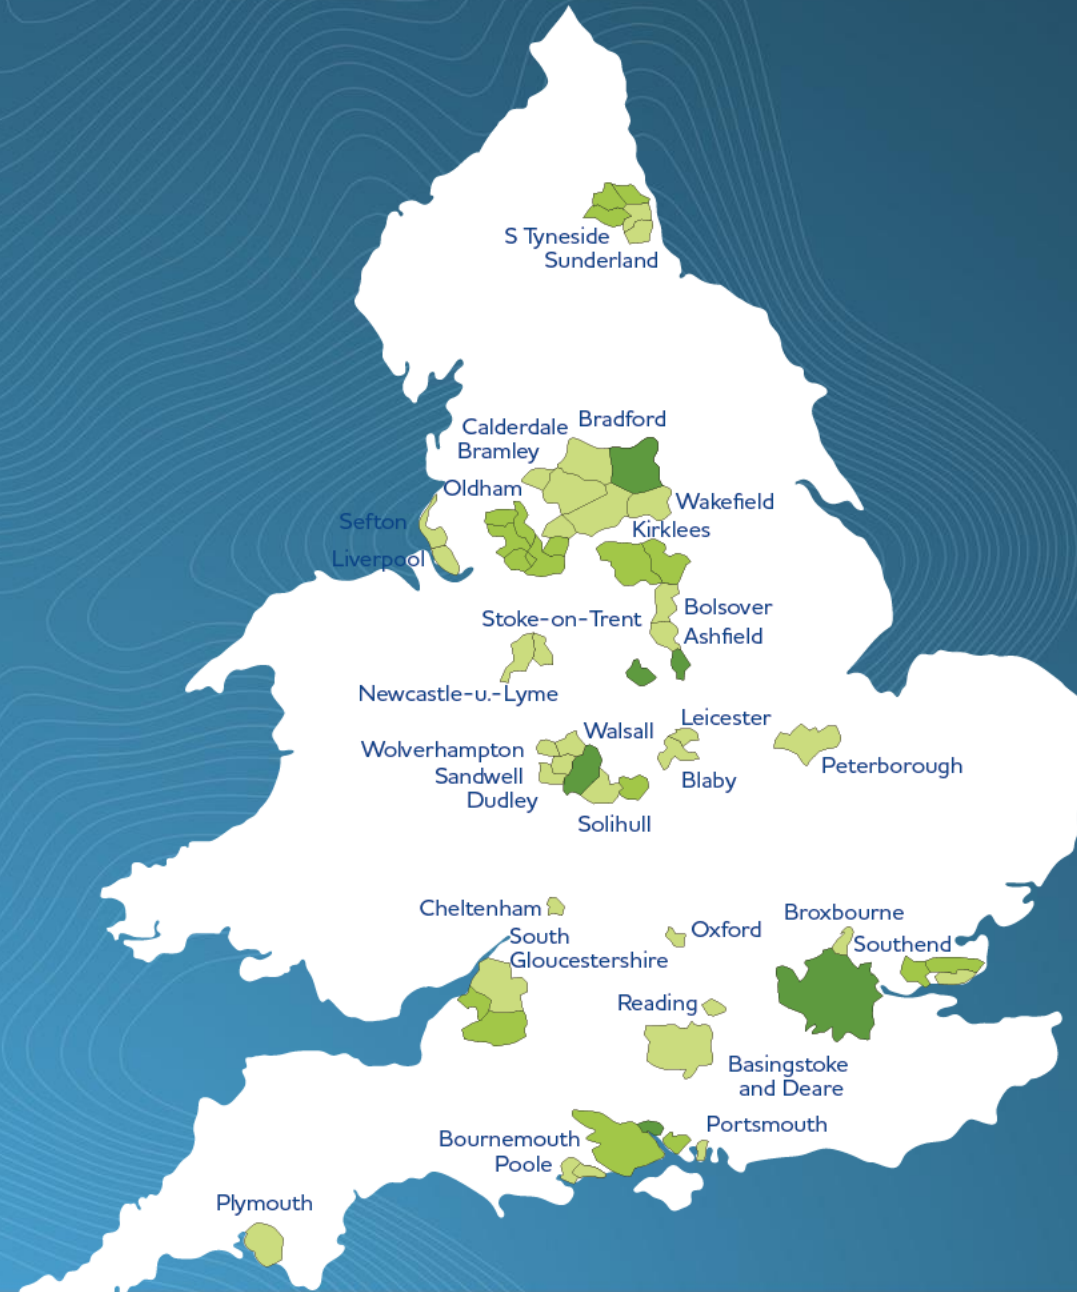 S Tyneside
Sunderland
Calderdale
Bradford
Bramley
Oldham
Wakefield
Sefton
Kirklees
Liverpool
Bolsover
Stoke-on-Trent
Ashfield
Newcastle-u.-Lyme
Leicester
Walsall
Wolverhampton
Peterborough
Sandwell
Blaby
Dudley
Solihull
Cheltenham
Broxbourne
Oxford
South
Gloucestershire
Southend
Reading
Basingstoke
and Deare
Portsmouth
Bournemouth
Poole
Plymouth